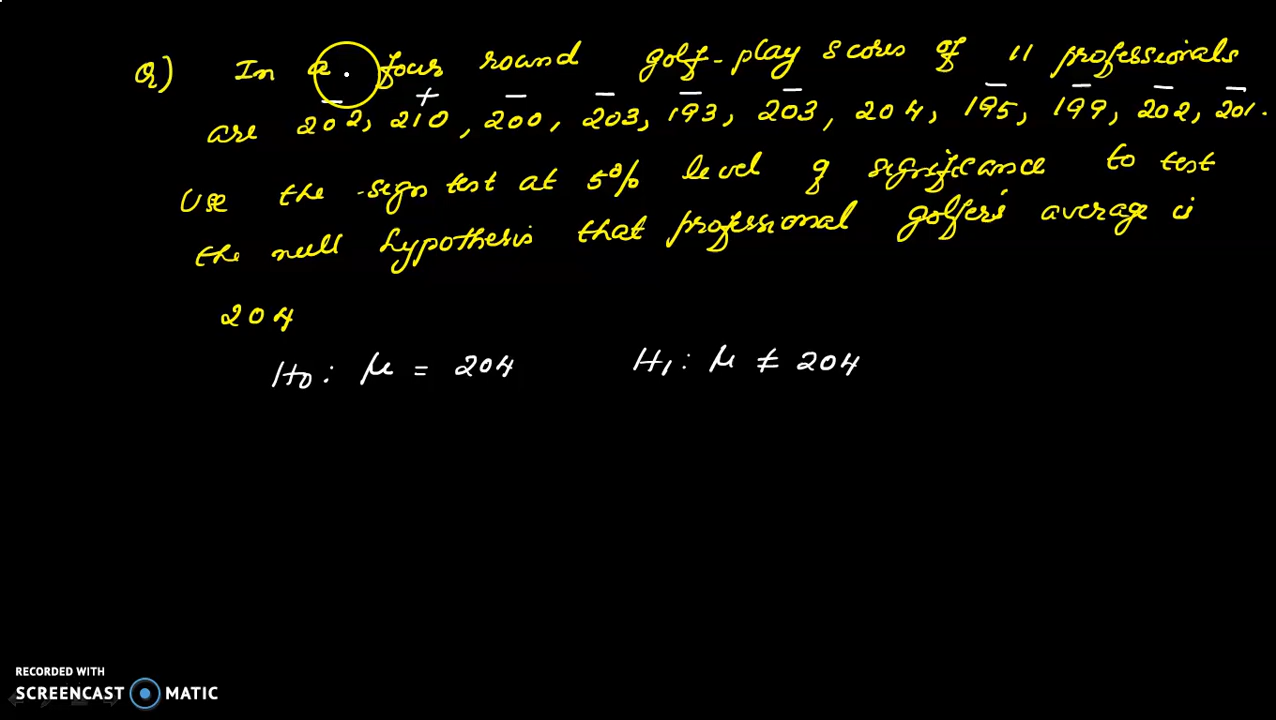 Q) In a four round golf-play scores of 11 professionals
− + − − − − − − − −
are 202, 210, 200, 203, 193, 203, 204, 195, 199, 202, 201.
Use the sign test at 5% level of significance to test
the null hypothesis that professional golfers' average is
204
H₀: μ = 204 H₁: μ ≠ 204
RECORDED WITH
SCREENCAST MATIC